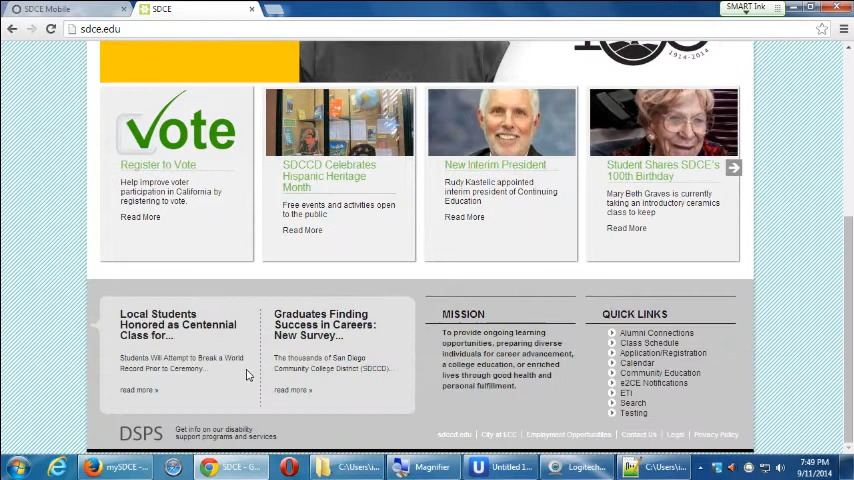 SDCE Mobile
SDCE
SMART Ink
sdce.edu
1914-2014
Vote
Register to Vote
Help improve voter
participation in California by
registering to vote.
Read More
SDCCD Celebrates
Hispanic Heritage
Month
Free events and activities open
to the public
Read More
New Interim President
Rudy Kastelic appointed
interim president of Continuing
Education
Read More
Student Shares SDCE's
100th Birthday
Mary Beth Graves is currently
taking an introductory ceramics
class to keep
Read More
Local Students
Honored as Centennial
Class for...
Students Will Attempt to Break a World
Record Prior to Ceremony...
read more »
Graduates Finding
Success in Careers:
New Survey...
The thousands of San Diego
Community College District (SDCCD)...
read more »
MISSION
To provide ongoing learning
opportunities, preparing diverse
individuals for career advancement,
a college education, or enriched
lives through good health and
personal fulfillment.
QUICK LINKS
Alumni Connections
Class Schedule
Application/Registration
Calendar
Community Education
e2CE Notifications
ETi
Search
Testing
DSPS
Get info on our disability
support programs and services
sdccd.edu
City at ECC
Employment Opportunities
Contact Us
Legal
Privacy Policy
mySDCE - ...
SDCE - G...
C:\Users\i...
Magnifier
Untitled 1...
Logitech...
C:\Users\i...
7:49 PM
9/11/2014